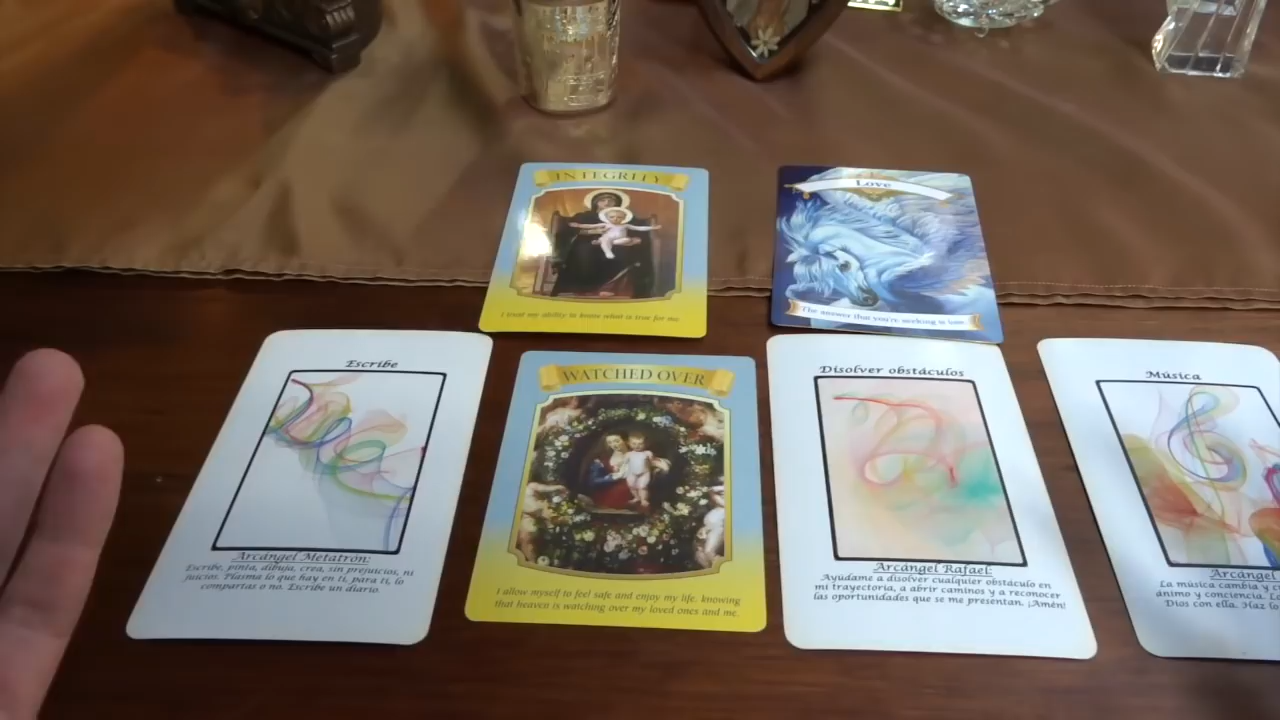 INTEGRITY
I trust my ability to know what is true for me.
Love
The answer that you're seeking is love.
Escribe
Arcángel Metatrón:
Escribe, pinta, dibuja, crea, sin prejuicios, ni
juicios. Plasma lo que hay en ti, para ti, lo
compartas o no. Escribe un diario.
WATCHED OVER
I allow myself to feel safe and enjoy my life, knowing
that heaven is watching over my loved ones and me.
Disolver obstáculos
Arcángel Rafael:
Ayúdame a disolver cualquier obstáculo en
mi trayectoria, a abrir caminos y a reconocer
las oportunidades que se me presentan. ¡Amén!
Música
Arcángel
La música cambia y
ánimo y conciencia.
Dios con ella. Haz